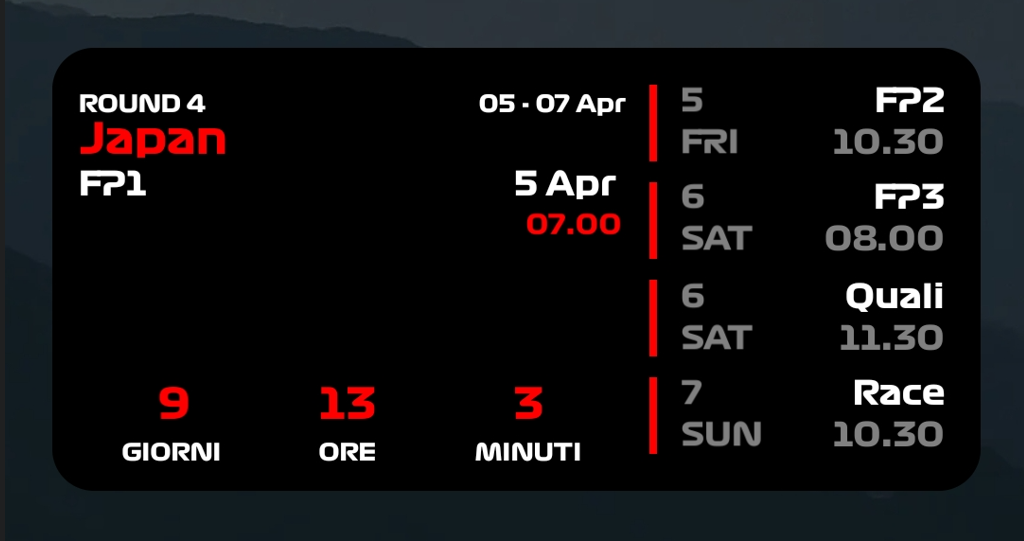 ROUND 4
05 - 07 Apr
Japan
FP1
5 Apr
07.00
9
13
3
GIORNI
ORE
MINUTI
5
FP2
FRI
10.30
6
FP3
SAT
08.00
6
Quali
SAT
11.30
7
Race
SUN
10.30